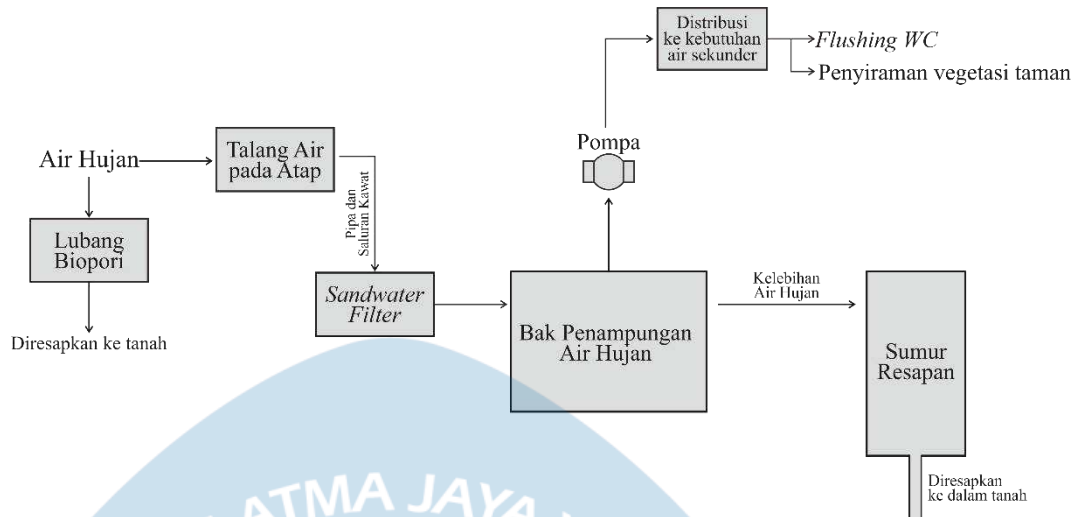 Distribusi
ke kebutuhan
air sekunder
Flushing WC
Penyiraman vegetasi taman
Pompa
Air Hujan
Talang Air
pada Atap
Pipa dan
Saluran Kawat
Lubang
Biopori
Diresapkan ke tanah
Sandwater
Filter
Bak Penampungan
Air Hujan
Kelebihan
Air Hujan
Sumur
Resapan
Diresapkan
ke dalam tanah
ATMA JAYA